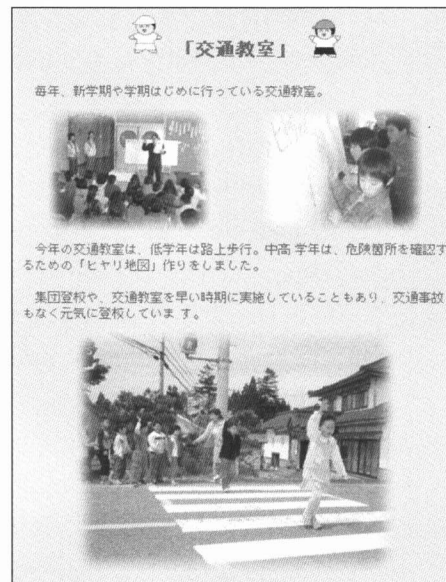 「交通教室」
毎年、新学期や学期はじめに行っている交通教室。
今年の交通教室は、低学年は路上歩行。中高 学年は、危険箇所を確認す
るための「ヒヤリ地図」作りをしました。
集団登校や、交通教室を早い時期に実施していることもあり、交通事故
もなく元気に登校していま す。